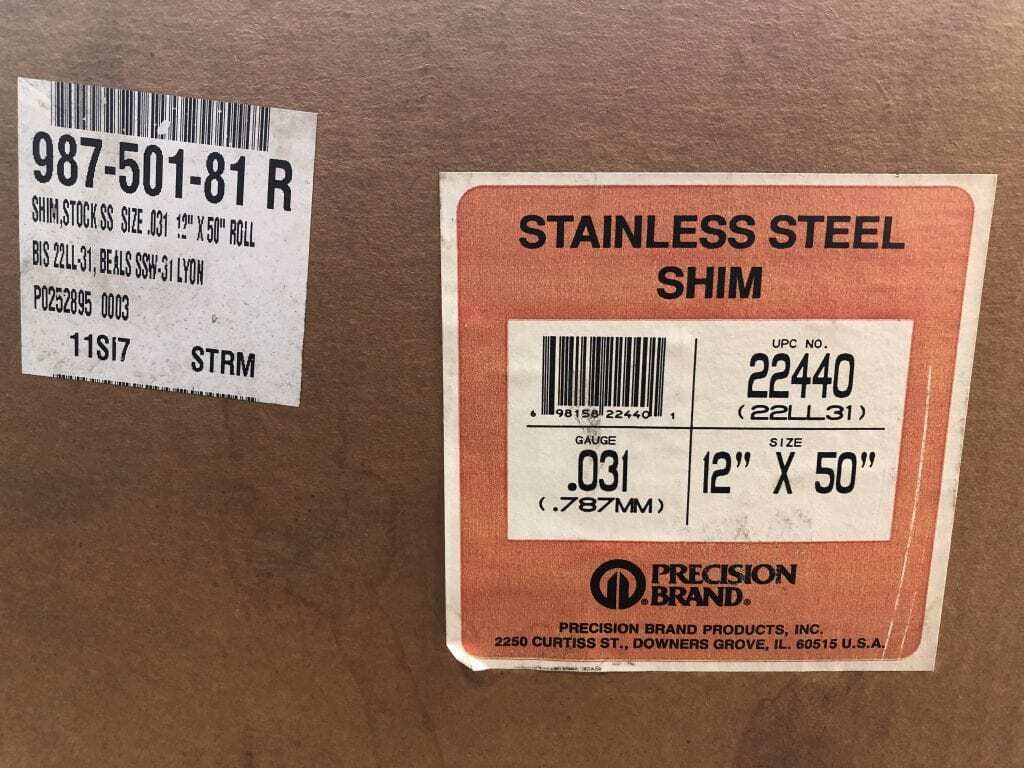 987-501-81 R
SHIM,STOCK SS SIZE .031 12" X 50" ROLL
BIS 22LL-31, BEALS SSW-31 LYON
P0252895 0003
11SI7 STRM
STAINLESS STEEL
SHIM
UPC NO.
22440
(22LL31)
6 98158 22440 1
GAUGE
.031
(.787MM)
SIZE
12" X 50"
PRECISION
BRAND®
PRECISION BRAND PRODUCTS, INC.
2250 CURTISS ST., DOWNERS GROVE, IL. 60515 U.S.A.